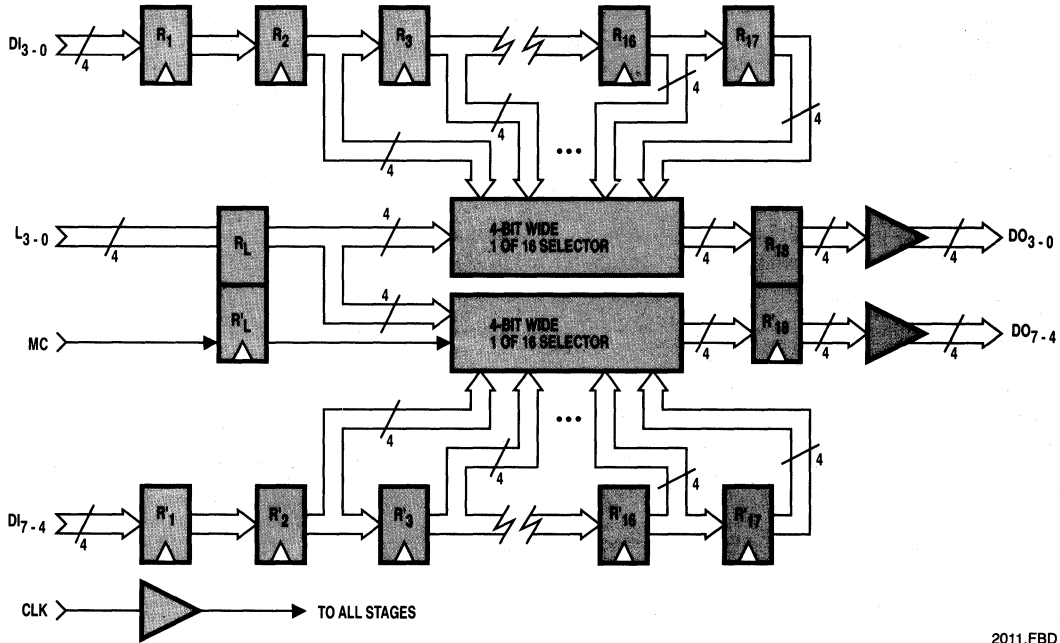 DI3-0
4
R1
R2
R3
R16
R17
4
4
4
4
...
L3-0
4
RL
4
4-BIT WIDE
1 OF 16 SELECTOR
4
R18
4
4
DO3-0
MC
R'L
4
4-BIT WIDE
1 OF 16 SELECTOR
4
R'18
4
4
DO7-4
...
4
4
4
4
DI7-4
4
R'1
R'2
R'3
R'16
R'17
CLK
TO ALL STAGES
2011.FBD